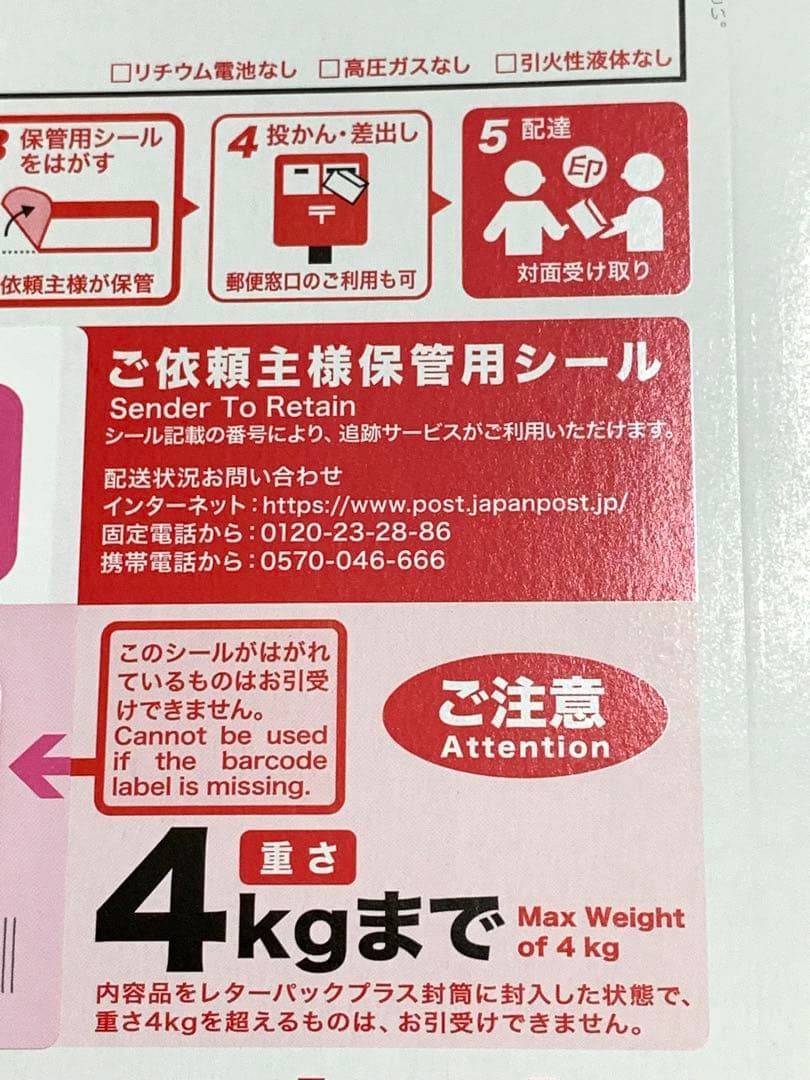 い。
□リチウム電池なし □高圧ガスなし □引火性液体なし
保管用シール
をはがす
依頼主様が保管
4 投かん・差出し
〒
郵便窓口のご利用も可
5 配達
印
対面受け取り
ご依頼主様保管用シール
Sender To Retain
シール記載の番号により、追跡サービスがご利用いただけます。
配送状況お問い合わせ
インターネット：https://www.post.japanpost.jp/
固定電話から：0120-23-28-86
携帯電話から：0570-046-666
このシールがはがれ
ているものはお引受
けできません。
Cannot be used
if the barcode
label is missing.
ご注意
Attention
重さ
4kgまで
Max Weight
of 4 kg
内容品をレターパックプラス封筒に封入した状態で、
重さ4kgを超えるものは、お引受けできません。